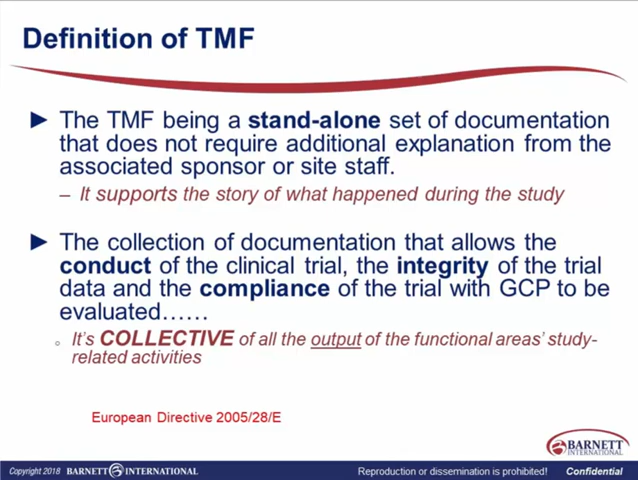 Definition of TMF
► The TMF being a stand-alone set of documentation
that does not require additional explanation from the
associated sponsor or site staff.
– It supports the story of what happened during the study
► The collection of documentation that allows the
conduct of the clinical trial, the integrity of the trial
data and the compliance of the trial with GCP to be
evaluated……
○ It's COLLECTIVE of all the output of the functional areas' study-
related activities
European Directive 2005/28/E
BARNETT
INTERNATIONAL
Copyright 2018 BARNETT INTERNATIONAL Reproduction or dissemination is prohibited! Confidential